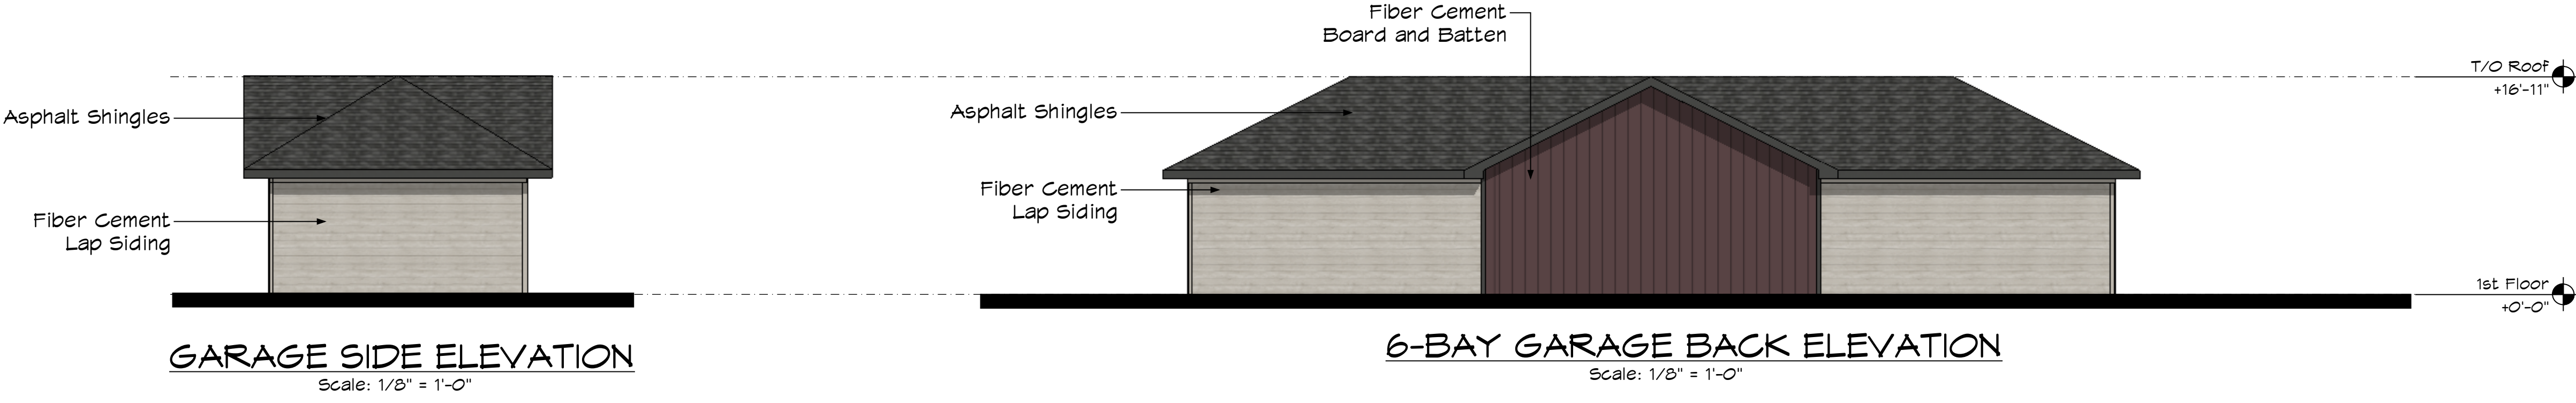 Asphalt Shingles
Fiber Cement
Lap Siding
GARAGE SIDE ELEVATION
Scale: 1/8" = 1'-0"
Fiber Cement
Board and Batten
Asphalt Shingles
Fiber Cement
Lap Siding
6-BAY GARAGE BACK ELEVATION
Scale: 1/8" = 1'-0"
T/O Roof
+16'-11"
1st Floor
+0'-0"